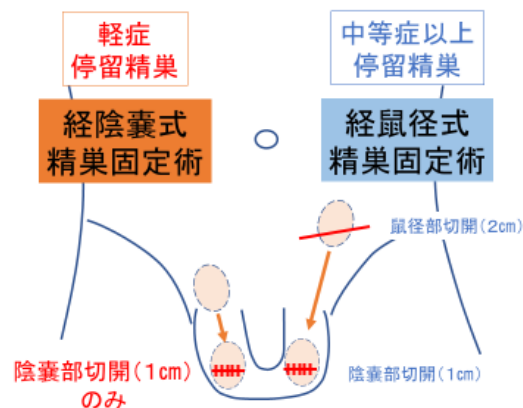 軽症
停留精巣
中等症以上
停留精巣
経陰嚢式
精巣固定術
経鼠径式
精巣固定術
鼠径部切開(2cm)
陰嚢部切開(1cm)
のみ
陰嚢部切開(1cm)